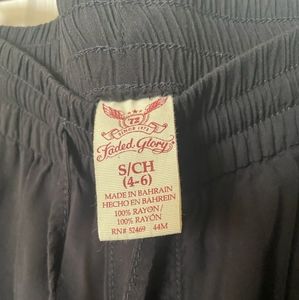 72
SINCE 1972
Faded Glory
S/CH
(4-6)
MADE IN BAHRAIN
HECHO EN BAHREIN
100% RAYON/
100% RAYON
RN# 52469 44M